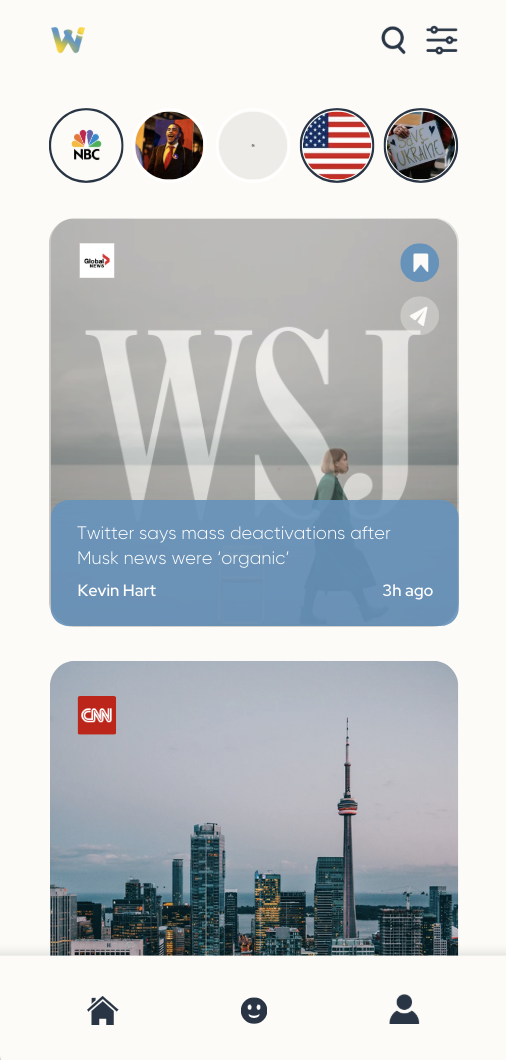 W
NBC
SAVE
UKRAINE
Global
NEWS
WSJ
Twitter says mass deactivations after
Musk news were ‘organic’
Kevin Hart
3h ago
CNN